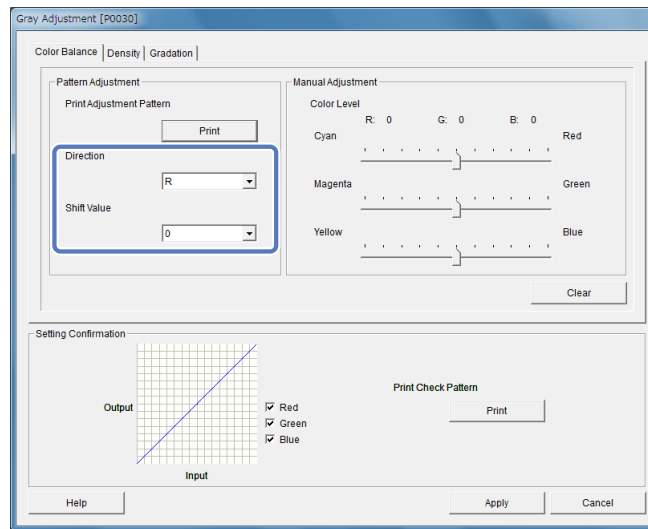 Gray Adjustment [P0030]
Color Balance Density Gradation
Pattern Adjustment
Print Adjustment Pattern
Print
Direction
R
Shift Value
0
Manual Adjustment
Color Level
R: 0 G: 0 B: 0
Cyan Red
Magenta Green
Yellow Blue
Clear
Setting Confirmation
Output
Input
Red
Green
Blue
Print Check Pattern
Print
Help Apply Cancel